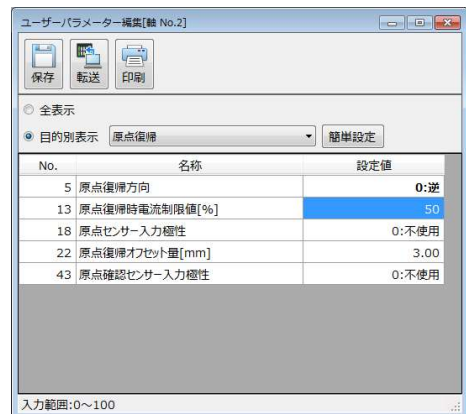 ユーザーパラメーター編集[軸 No.2]
保存 転送 印刷
全表示
目的別表示 原点復帰 簡単設定
No. 名称 設定値
5 原点復帰方向 0:逆
13 原点復帰時電流制限値[%] 50
18 原点センサー入力極性 0:不使用
22 原点復帰オフセット量[mm] 3.00
43 原点確認センサー入力極性 0:不使用
入力範囲:0～100